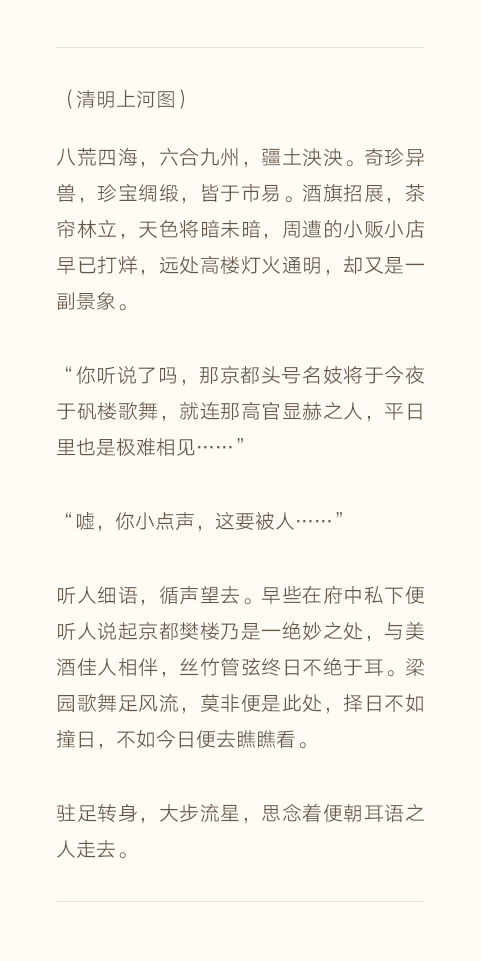 （清明上河图）
八荒四海，六合九州，疆土泱泱。奇珍异
兽，珍宝绸缎，皆于市易。酒旗招展，茶
帘林立，天色将暗未暗，周遭的小贩小店
早已打烊，远处高楼灯火通明，却又是一
副景象。
“你听说了吗，那京都头号名妓将于今夜
于矾楼歌舞，就连那高官显赫之人，平日
里也是极难相见……”
“嘘，你小点声，这要被人……”
听人细语，循声望去。早些在府中私下便
听人说起京都樊楼乃是一绝妙之处，与美
酒佳人相伴，丝竹管弦终日不绝于耳。梁
园歌舞足风流，莫非便是此处，择日不如
撞日，不如今日便去瞧瞧看。
驻足转身，大步流星，思念着便朝耳语之
人走去。